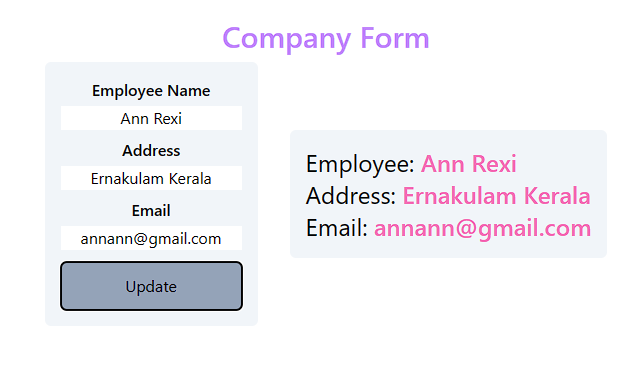 Company Form
Employee Name
Ann Rexi
Address
Ernakulam Kerala
Email
annann@gmail.com
Update
Employee: Ann Rexi
Address: Ernakulam Kerala
Email: annann@gmail.com